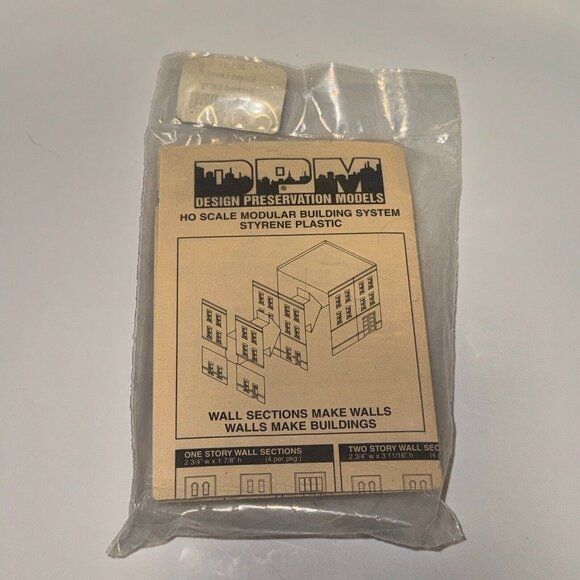 DPM
DESIGN PRESERVATION MODELS
HO SCALE MODULAR BUILDING SYSTEM
STYRENE PLASTIC
WALL SECTIONS MAKE WALLS
WALLS MAKE BUILDINGS
ONE STORY WALL SECTIONS
2 3/4" w x 1 7/8" h (4 per pkg.)
TWO STORY WALL SEC
2 3/4" w x 3 11/16" h (4